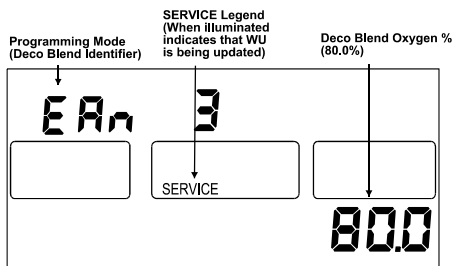 Programming Mode
(Deco Blend Identifier)
SERVICE Legend
(When illuminated
indicates that WU
is being updated)
Deco Blend Oxygen %
(80.0%)
EAn 3
SERVICE
80.0